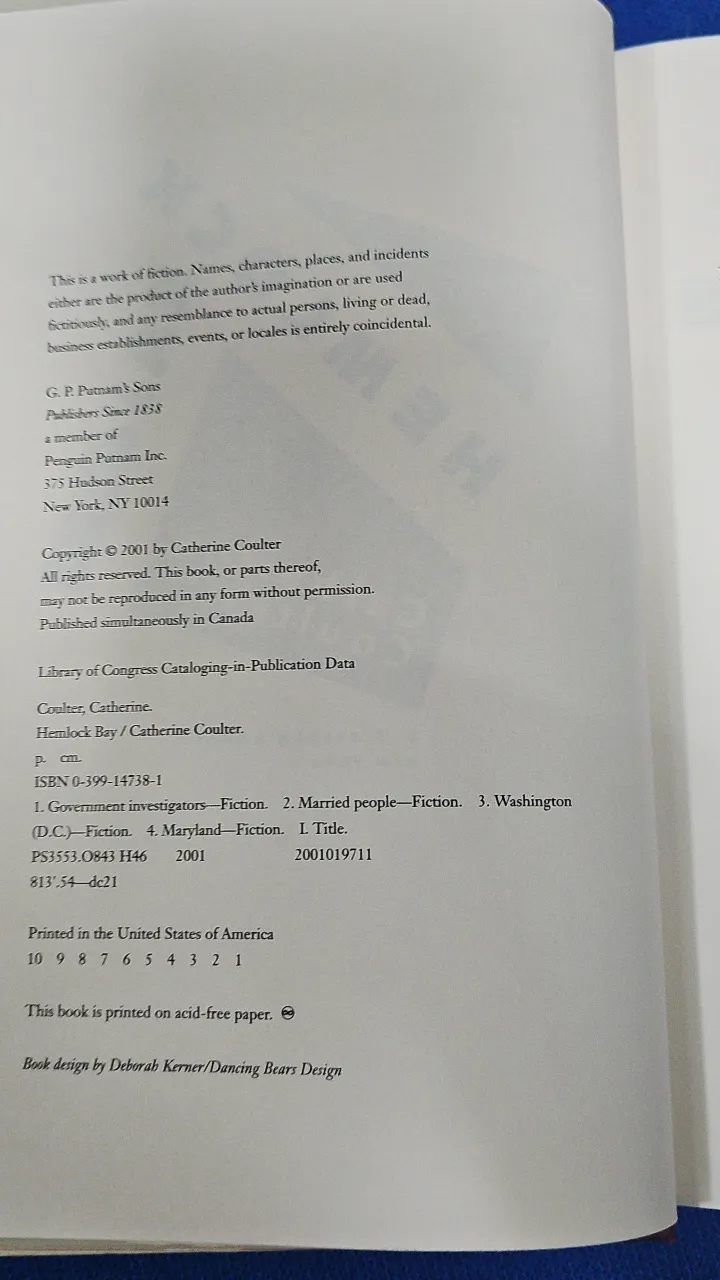 This is a work of fiction. Names, characters, places, and incidents
either are the product of the author's imagination or are used
fictitiously, and any resemblance to actual persons, living or dead,
business establishments, events, or locales is entirely coincidental.
G. P. Putnam's Sons
Publishers Since 1838
a member of
Penguin Putnam Inc.
375 Hudson Street
New York, NY 10014
Copyright © 2001 by Catherine Coulter
All rights reserved. This book, or parts thereof,
may not be reproduced in any form without permission.
Published simultaneously in Canada
Library of Congress Cataloging-in-Publication Data
Coulter, Catherine.
Hemlock Bay / Catherine Coulter.
p. cm.
ISBN 0-399-14738-1
1. Government investigators—Fiction. 2. Married people—Fiction. 3. Washington
(D.C.)—Fiction. 4. Maryland—Fiction. I. Title.
PS3553.O843 H46 2001 2001019711
813'.54—dc21
Printed in the United States of America
10 9 8 7 6 5 4 3 2 1
This book is printed on acid-free paper. ♾
Book design by Deborah Kerner/Dancing Bears Design